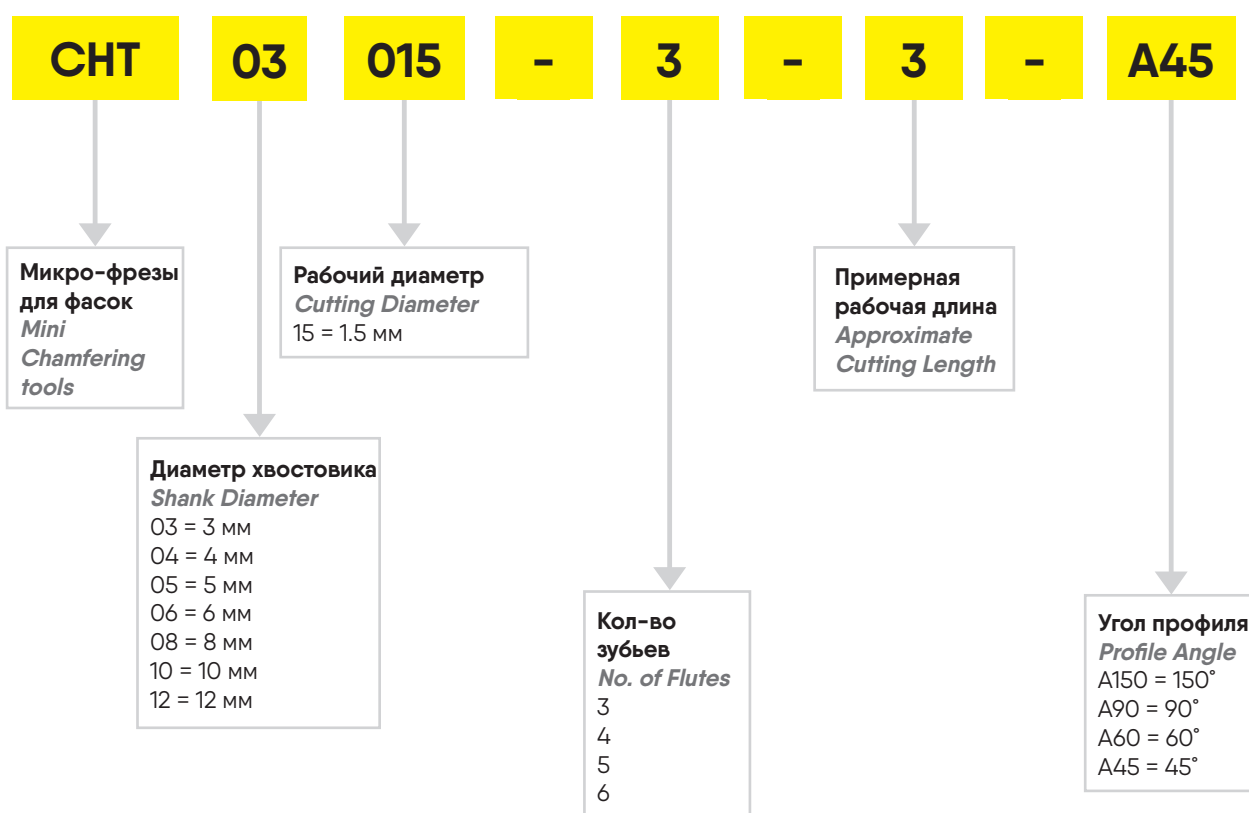 CHT 03 015 - 3 - 3 - A45
Микро-фрезы
для фасок
Mini
Chamfering
tools
Рабочий диаметр
Cutting Diameter
15 = 1.5 мм
Примерная
рабочая длина
Approximate
Cutting Length
Диаметр хвостовика
Shank Diameter
03 = 3 мм
04 = 4 мм
05 = 5 мм
06 = 6 мм
08 = 8 мм
10 = 10 мм
12 = 12 мм
Кол-во
зубьев
No. of Flutes
3
4
5
6
Угол профиля
Profile Angle
A150 = 150°
A90 = 90°
A60 = 60°
A45 = 45°